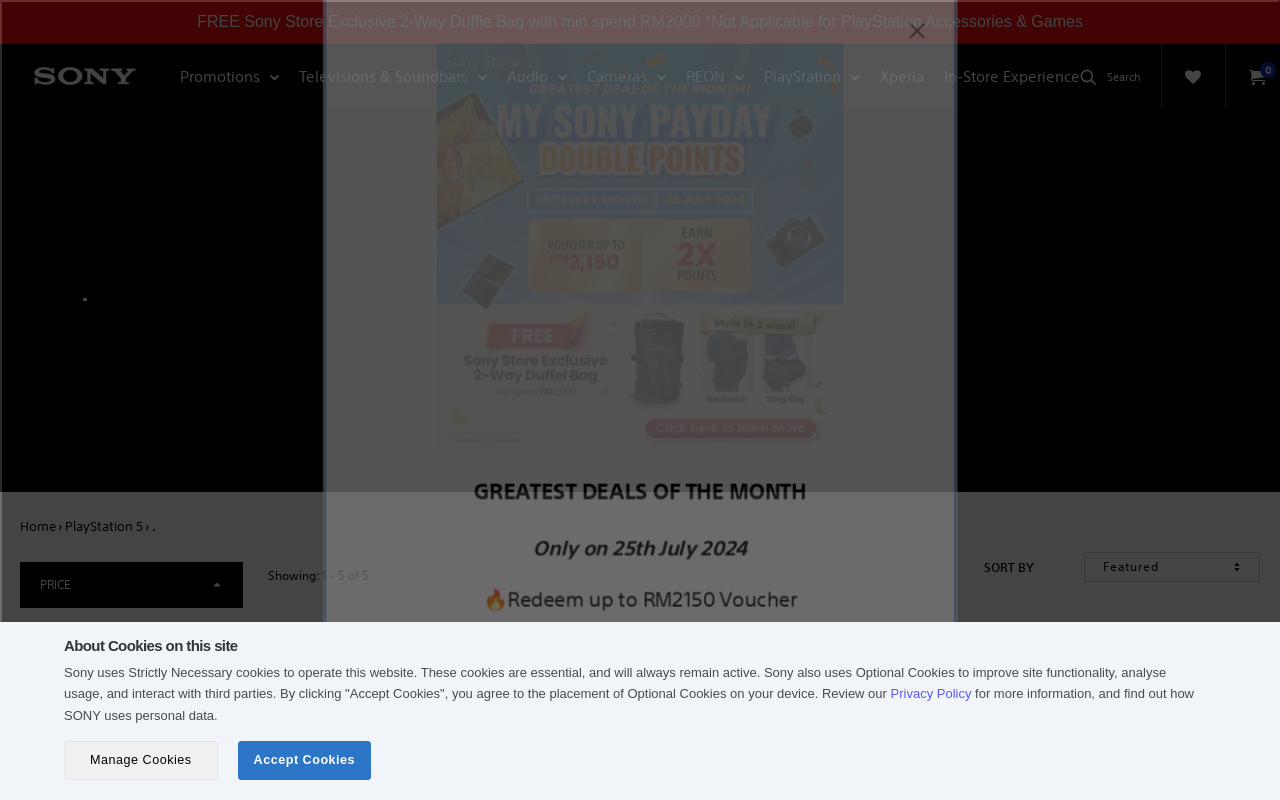 FREE Sony Store Exclusive 2-Way Duffle Bag with min spend RM2000 *Not Applicable for PlayStation Accessories & Games
SONY
Promotions
Televisions & Soundbars
Audio
Cameras
REON
PlayStation
Xperia
In-Store Experience
Search
0
Sony Store
GREATEST DEAL OF THE MONTH!
MY SONY PAYDAY
DOUBLE POINTS
25TH EVERY MONTH | 25 JULY 2024
VOUCHER UP TO
RM2,150
EARN
2X
POINTS
FREE
Sony Store Exclusive
2-Way Duffel Bag
min spend RM2,000
Style in 2 ways!
Backpack
Sling Bag
Click here to learn more
GREATEST DEALS OF THE MONTH
Only on 25th July 2024
🔥Redeem up to RM2150 Voucher
Home › PlayStation 5 › .
PRICE
Showing: 1 - 5 of 5
SORT BY
Featured
About Cookies on this site
Sony uses Strictly Necessary cookies to operate this website. These cookies are essential, and will always remain active. Sony also uses Optional Cookies to improve site functionality, analyse
usage, and interact with third parties. By clicking "Accept Cookies", you agree to the placement of Optional Cookies on your device. Review our Privacy Policy for more information, and find out how
SONY uses personal data.
Manage Cookies
Accept Cookies